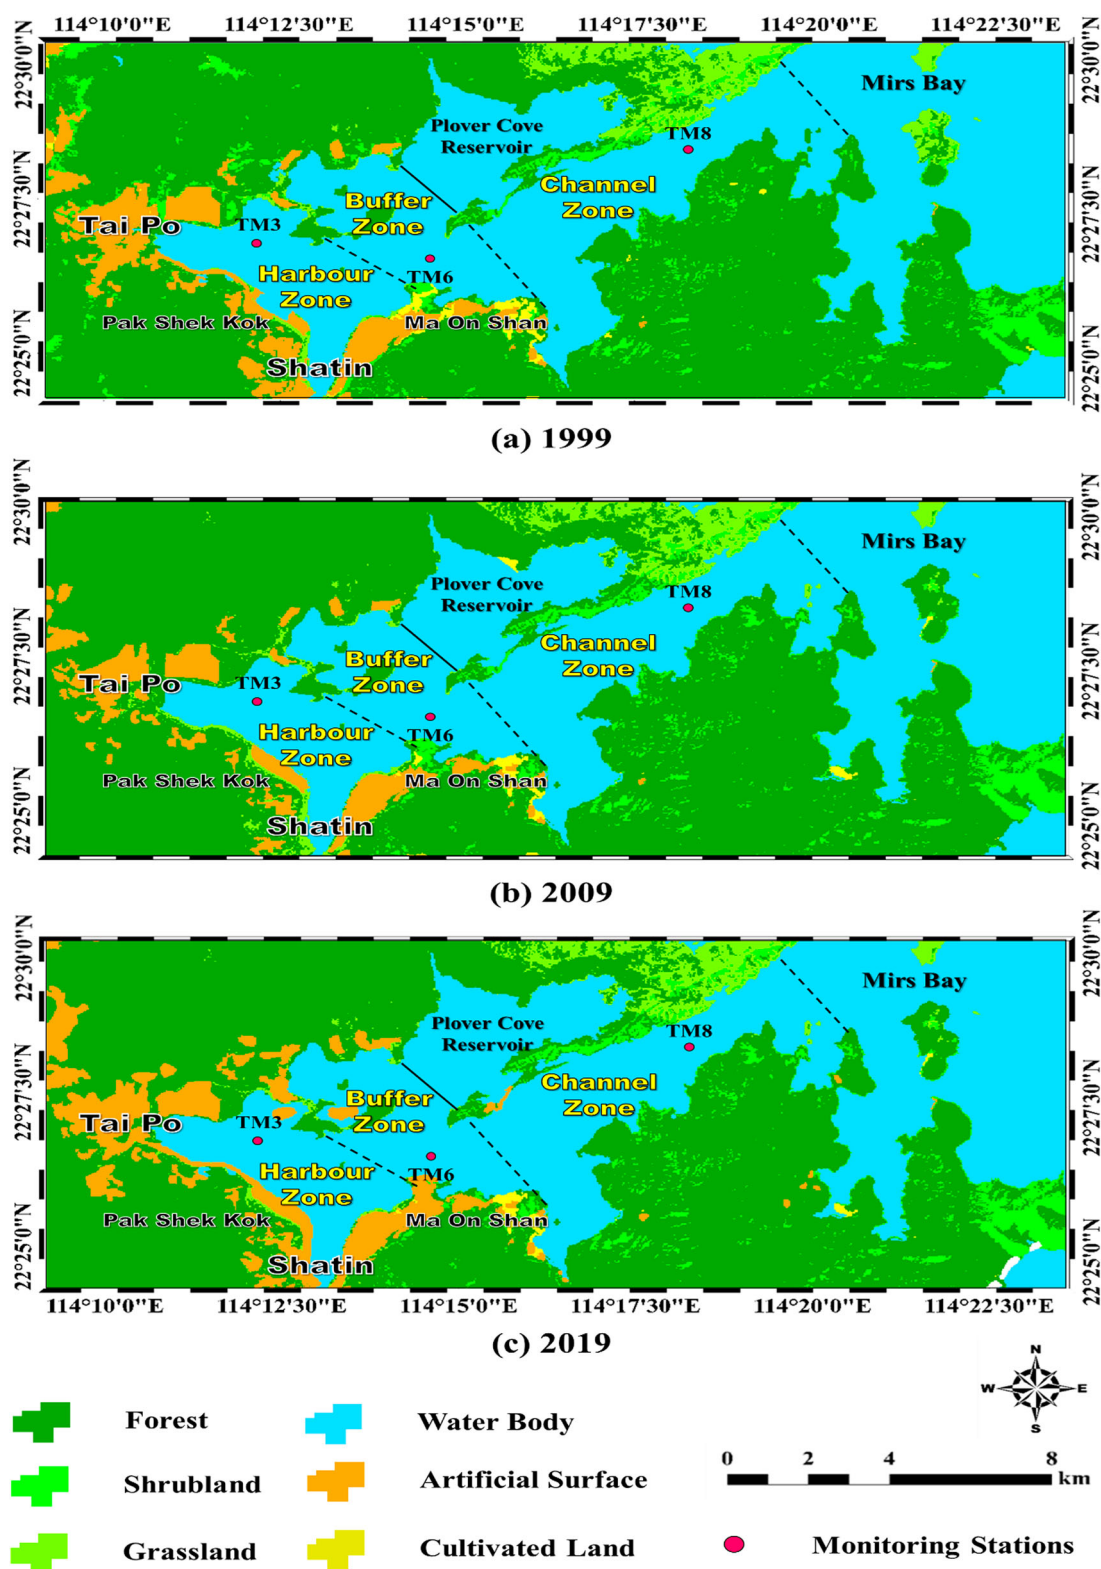 114°10'0"E 114°12'30"E 114°15'0"E 114°17'30"E 114°20'0"E 114°22'30"E
22°30'0"N
22°27'30"N
22°25'0"N
22°30'0"N
22°27'30"N
22°25'0"N
Mirs Bay
Plover Cove
Reservoir
TM8
Channel
Zone
Buffer
Zone
Tai Po
TM3
TM6
Harbour
Zone
Pak Shek Kok
Ma On Shan
Shatin
(a) 1999
22°30'0"N
22°27'30"N
22°25'0"N
22°30'0"N
22°27'30"N
22°25'0"N
Mirs Bay
Plover Cove
Reservoir
TM8
Channel
Zone
Buffer
Zone
Tai Po
TM3
TM6
Harbour
Zone
Pak Shek Kok
Ma On Shan
Shatin
(b) 2009
22°30'0"N
22°27'30"N
22°25'0"N
22°30'0"N
22°27'30"N
22°25'0"N
Mirs Bay
Plover Cove
Reservoir
TM8
Channel
Zone
Buffer
Zone
Tai Po
TM3
TM6
Harbour
Zone
Pak Shek Kok
Ma On Shan
Shatin
114°10'0"E 114°12'30"E 114°15'0"E 114°17'30"E 114°20'0"E 114°22'30"E
(c) 2019
N
W E
S
Forest
Water Body
0 2 4 8
km
Shrubland
Artificial Surface
Grassland
Cultivated Land
Monitoring Stations